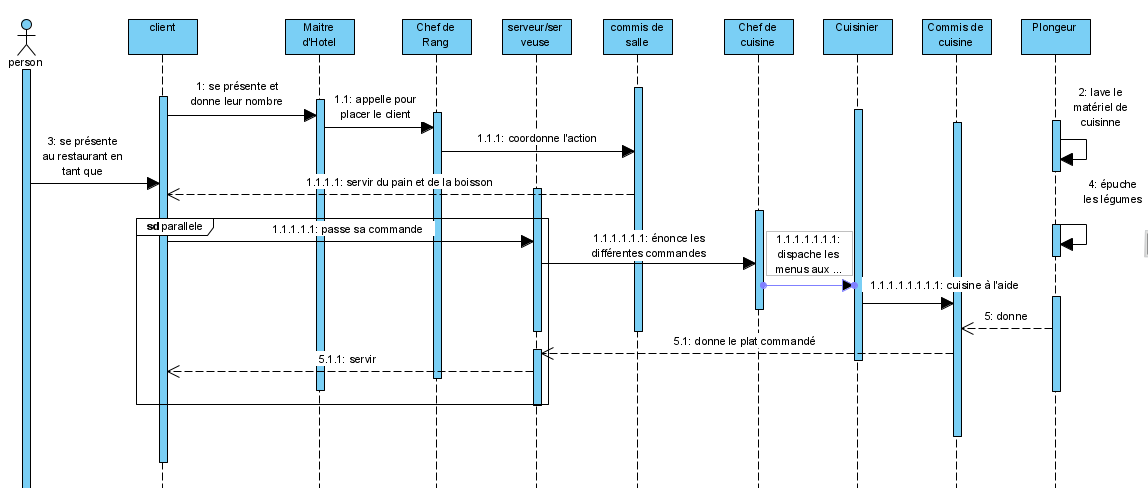 person
client
Maitre
d'Hotel
Chef de
Rang
serveur/ser
veuse
commis de
salle
Chef de
cuisine
Cuisinier
Commis de
cuisine
Plongeur
1: se présente et
donne leur nombre
1.1: appelle pour
placer le client
2: lave le
matériel de
cuisinne
1.1.1: coordonne l'action
3: se présente
au restaurant en
tant que
1.1.1.1: servir du pain et de la boisson
4: épuche
les légumes
sd parallele
1.1.1.1.1: passe sa commande
1.1.1.1.1.1: énonce les
différentes commandes
1.1.1.1.1.1.1:
dispache les
menus aux ...
1.1.1.1.1.1.1.1: cuisine à l'aide
5: donne
5.1: donne le plat commandé
5.1.1: servir